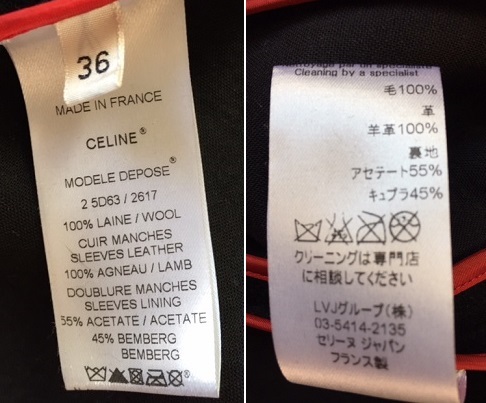 36
MADE IN FRANCE
CELINE®
MODELE DEPOSE®
2 5D63 / 2617
100% LAINE / WOOL
CUIR MANCHES
SLEEVES LEATHER
100% AGNEAU / LAMB
DOUBLURE MANCHES
SLEEVES LINING
55% ACETATE / ACETATE
45% BEMBERG
BEMBERG
par un spécialiste
Cleaning by a specialist
毛100%
革
羊革100%
裏地
アセテート55%
キュプラ45%
クリーニングは専門店
に相談してください
LVJグループ(株)
03-5414-2135
セリーヌ ジャパン
フランス製